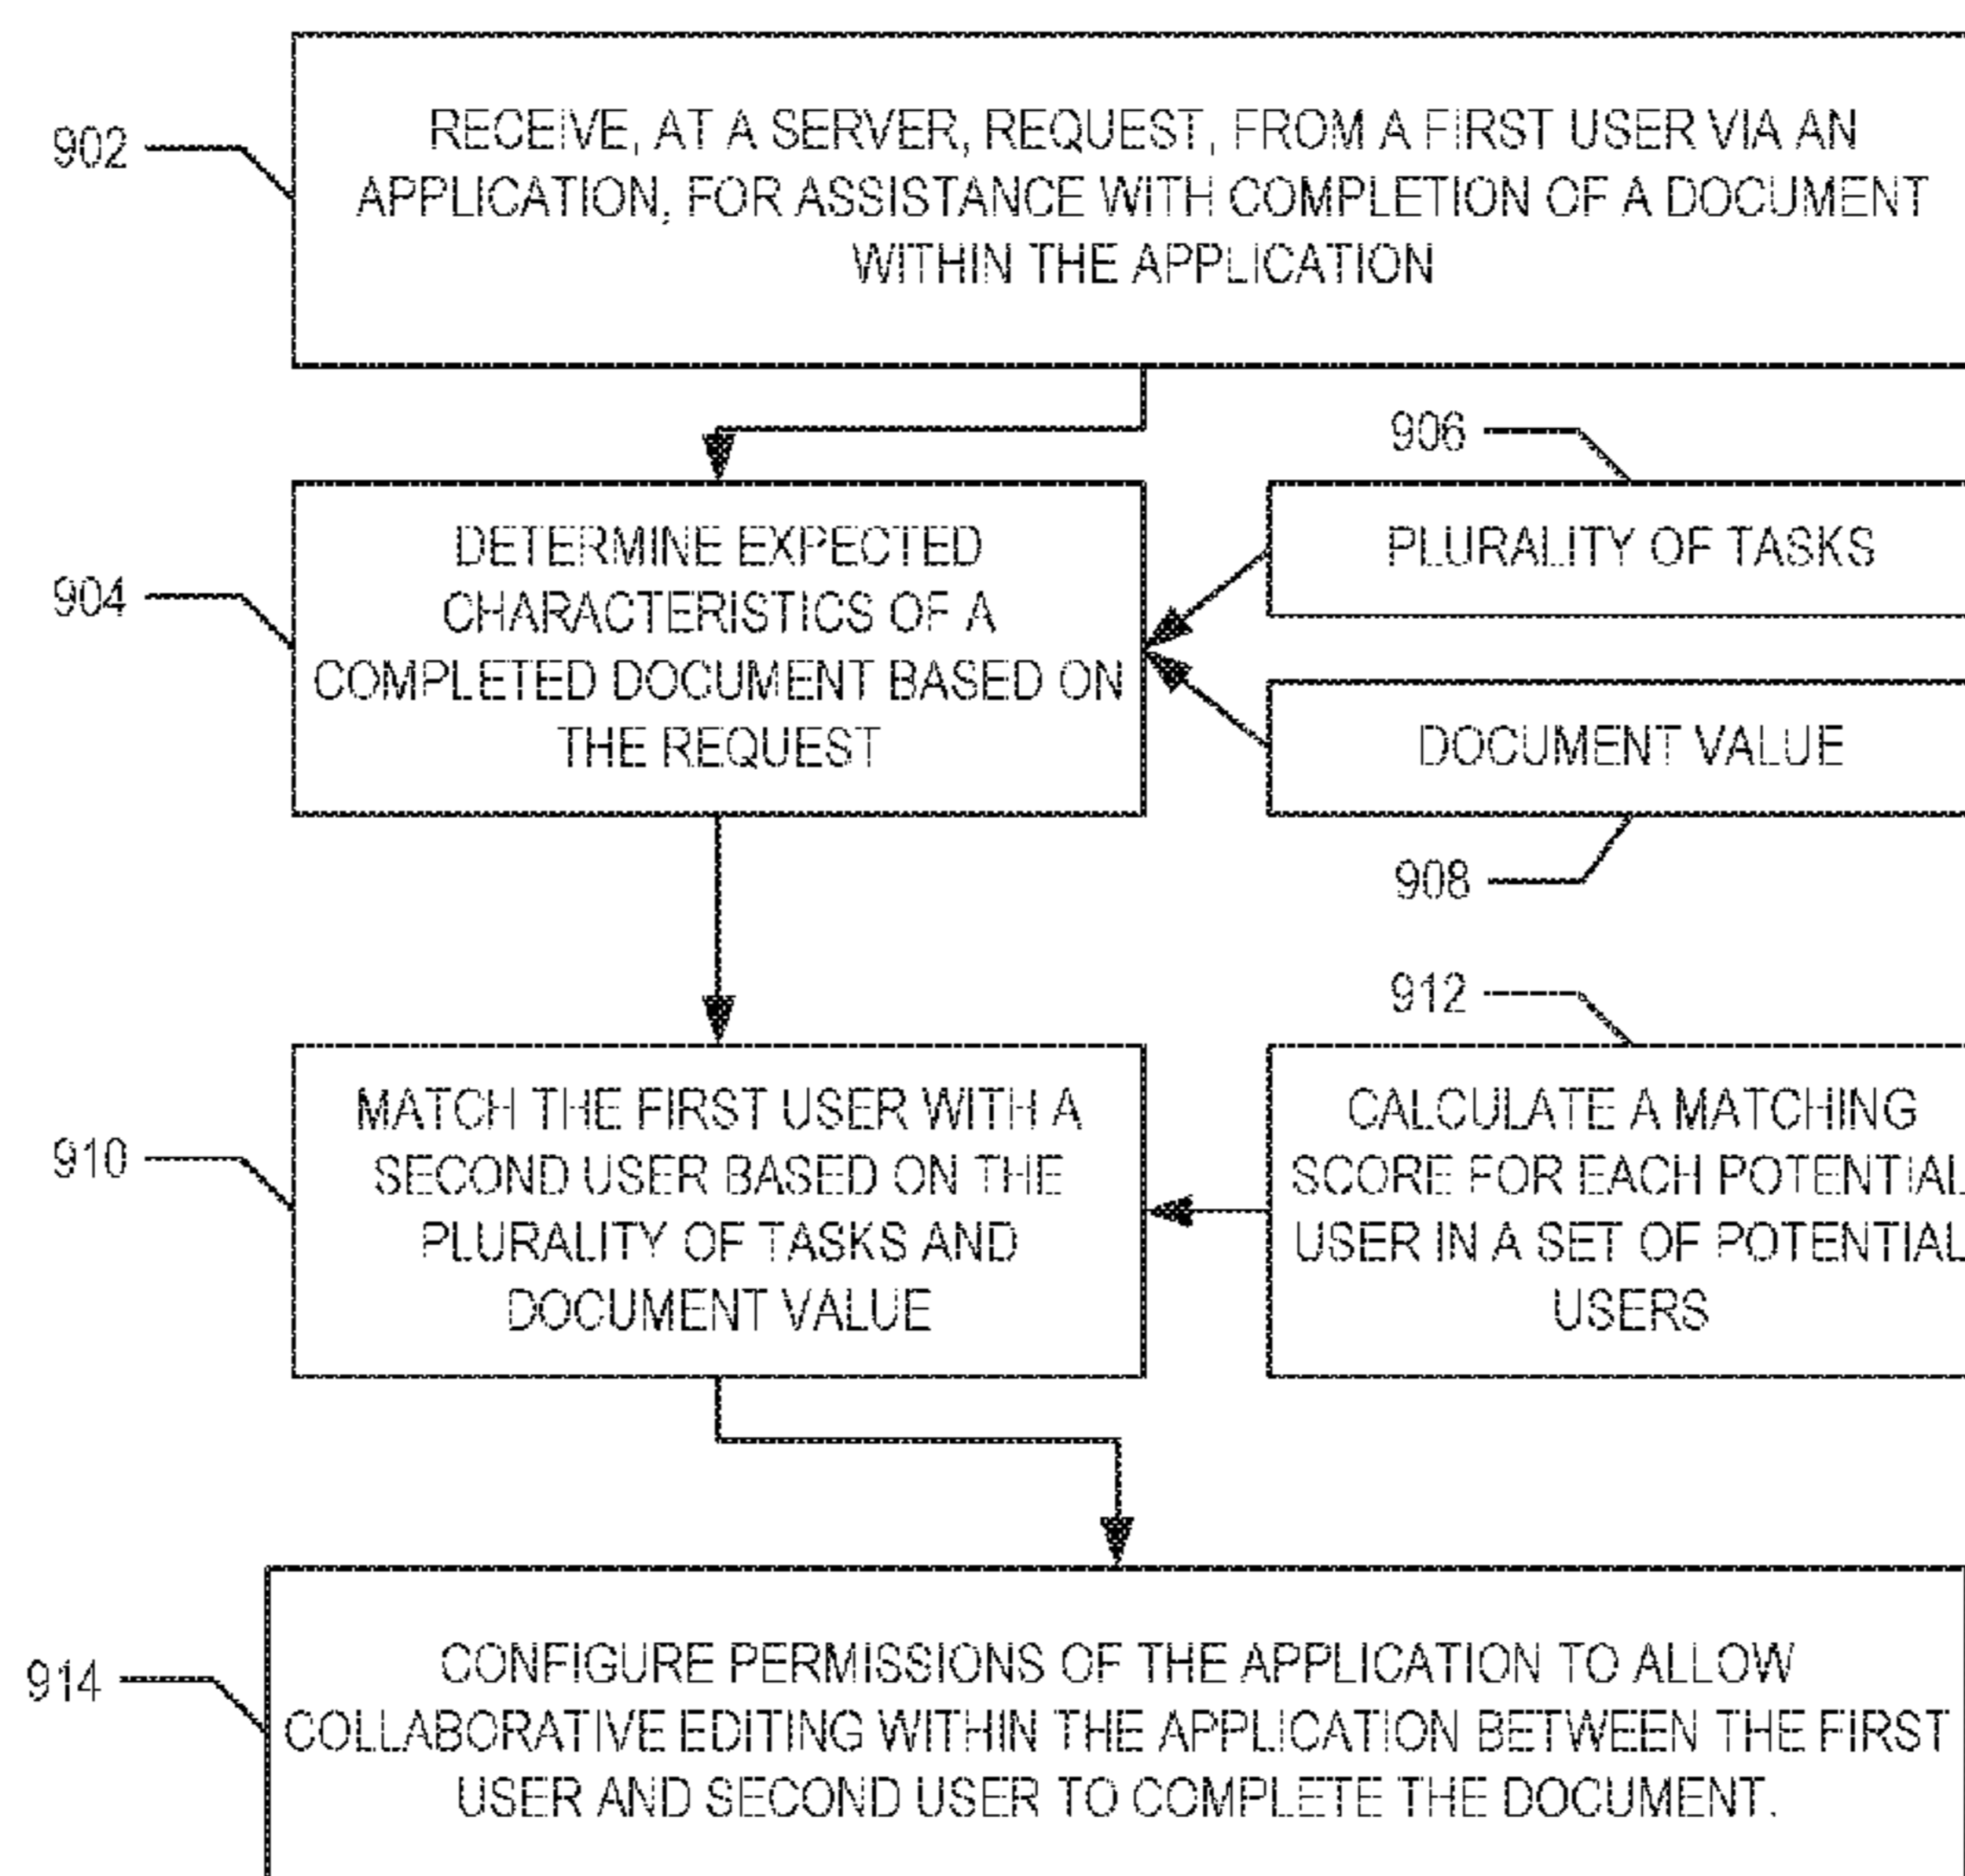 902
RECEIVE, AT A SERVER, REQUEST, FROM A FIRST USER VIA AN
APPLICATION, FOR ASSISTANCE WITH COMPLETION OF A DOCUMENT
WITHIN THE APPLICATION
904
DETERMINE EXPECTED
CHARACTERISTICS OF A
COMPLETED DOCUMENT BASED ON
THE REQUEST
906
PLURALITY OF TASKS
DOCUMENT VALUE
908
910
MATCH THE FIRST USER WITH A
SECOND USER BASED ON THE
PLURALITY OF TASKS AND
DOCUMENT VALUE
912
CALCULATE A MATCHING
SCORE FOR EACH POTENTIAL
USER IN A SET OF POTENTIAL
USERS
914
CONFIGURE PERMISSIONS OF THE APPLICATION TO ALLOW
COLLABORATIVE EDITING WITHIN THE APPLICATION BETWEEN THE FIRST
USER AND SECOND USER TO COMPLETE THE DOCUMENT.